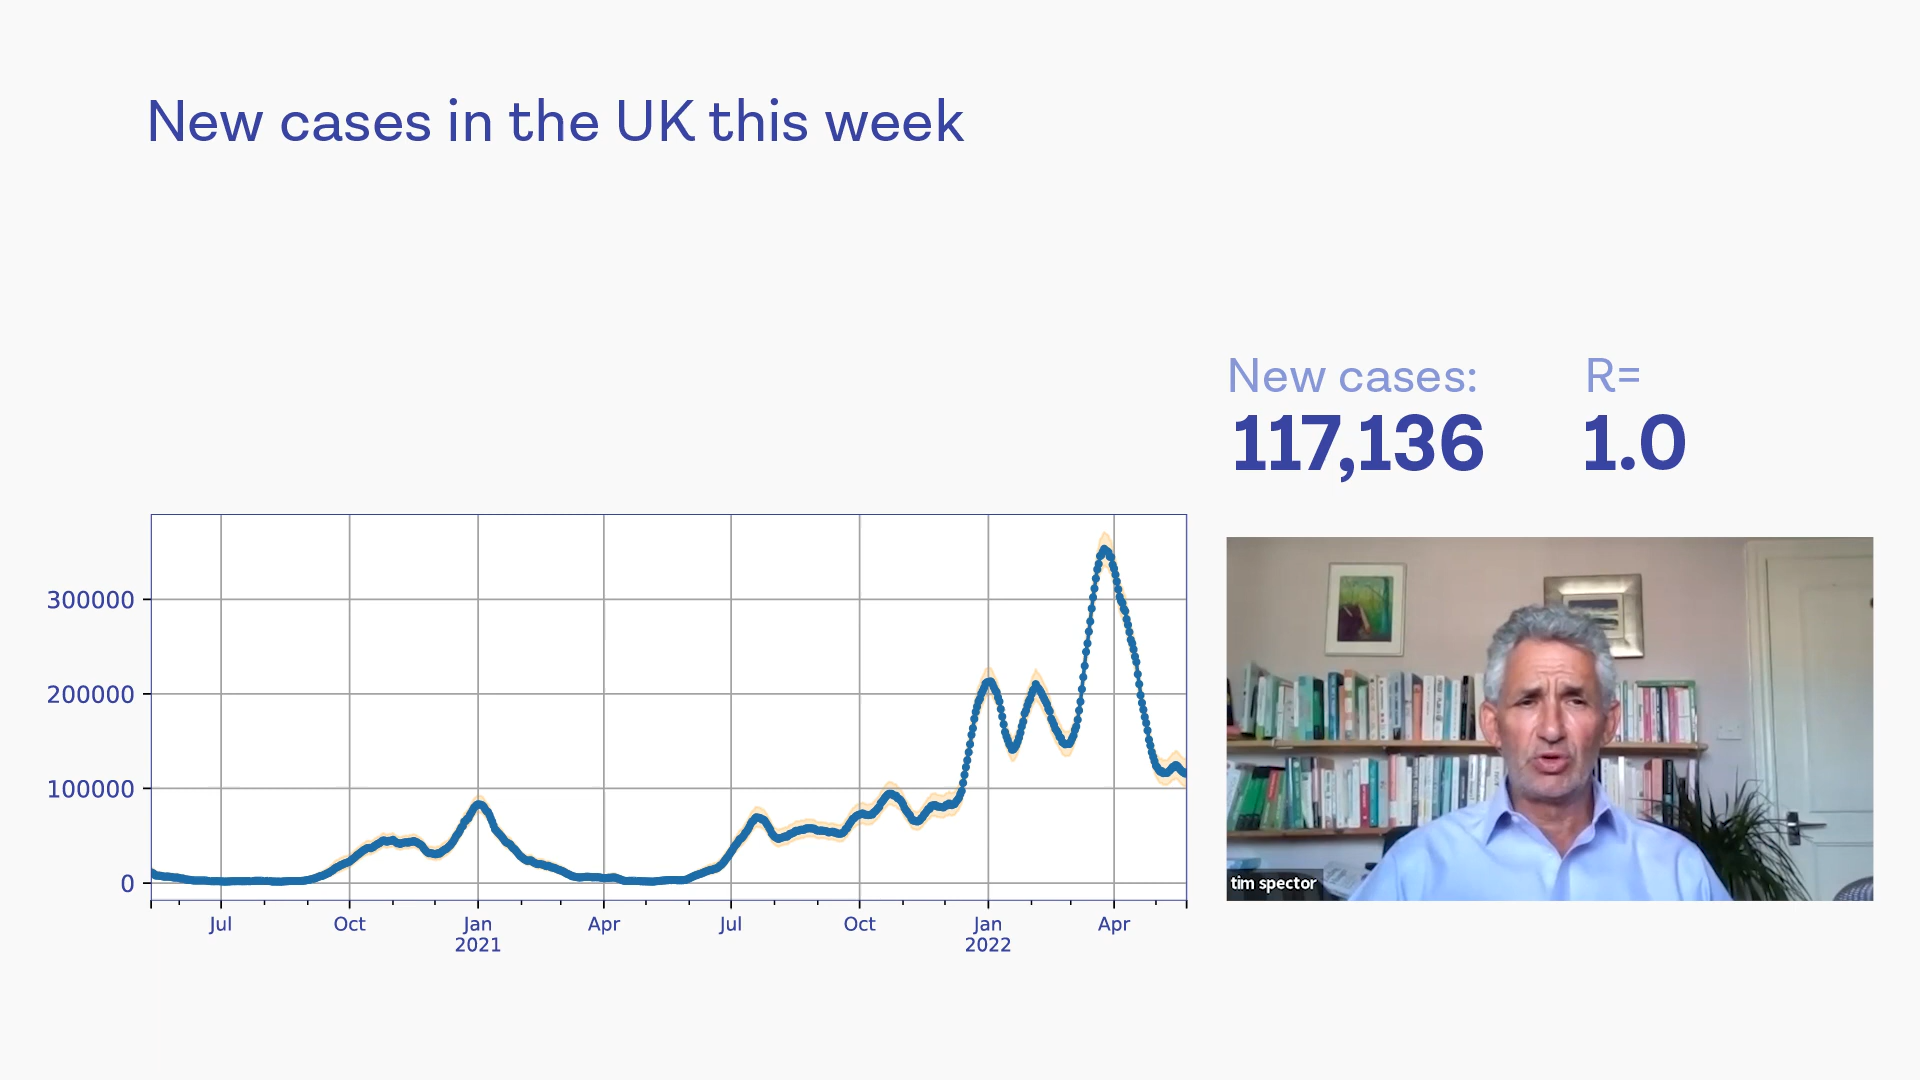 New cases in the UK this week
New cases: R=
117,136 1.0
300000
200000
100000
0
Jul Oct Jan Apr Jul Oct Jan Apr
2021 2022
tim spector